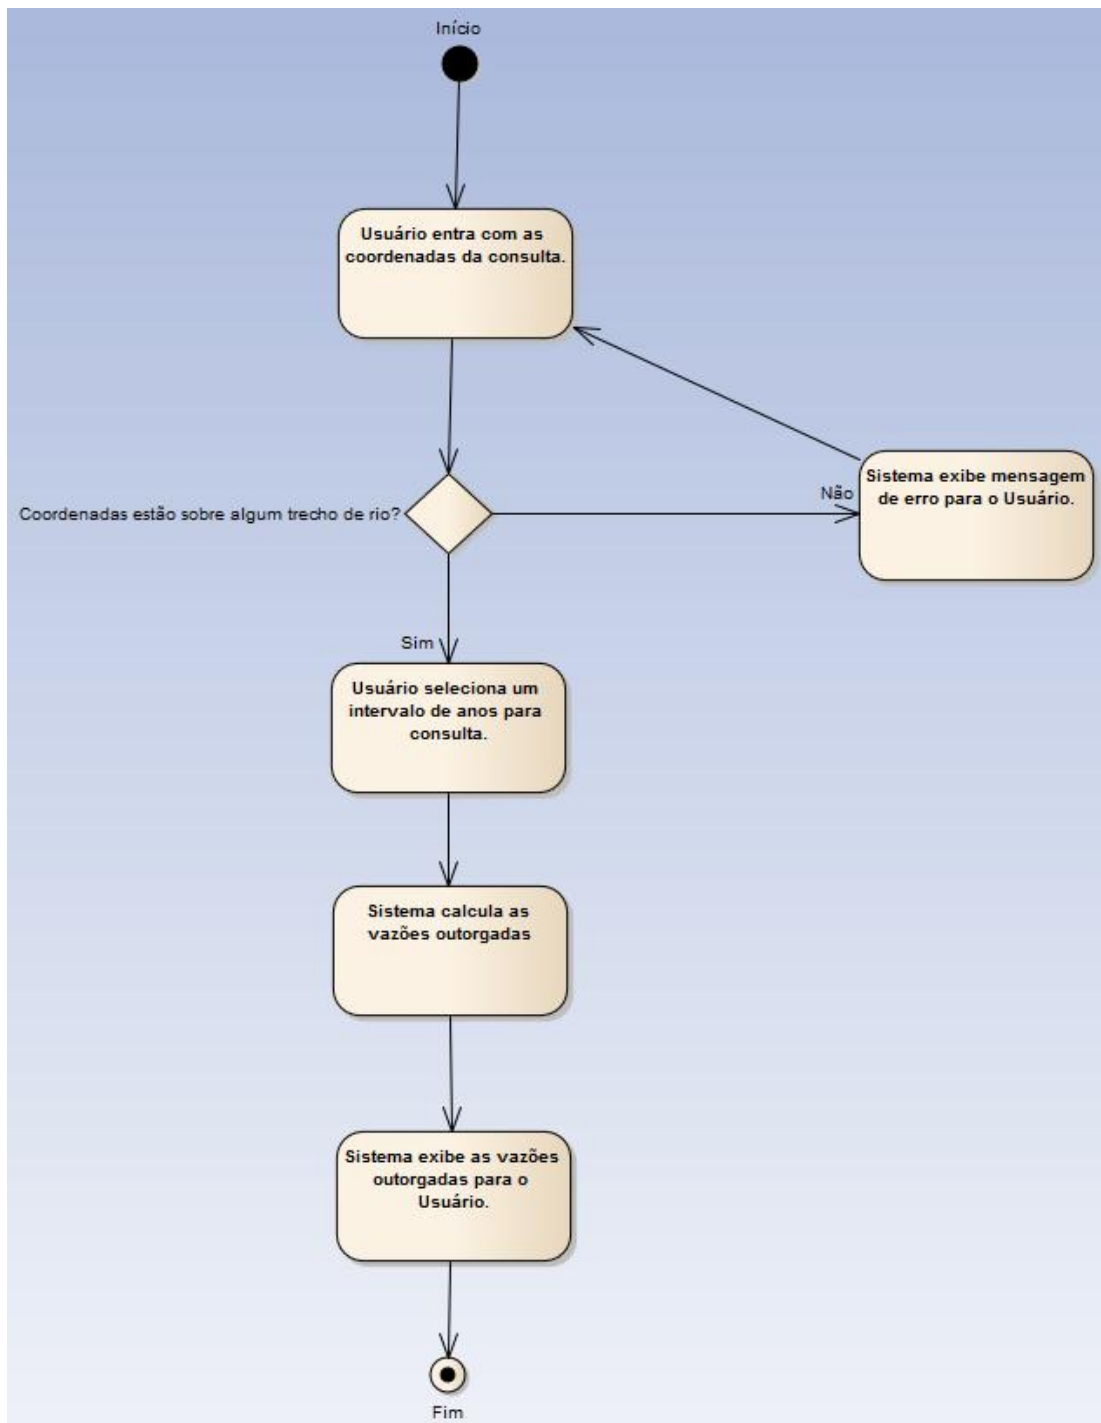 Início
Usuário entra com as
coordenadas da consulta.
Sistema exibe mensagem
de erro para o Usuário.
Não
Coordenadas estão sobre algum trecho de rio?
Sim
Usuário seleciona um
intervalo de anos para
consulta.
Sistema calcula as
vazões outorgadas
Sistema exibe as vazões
outorgadas para o
Usuário.
Fim